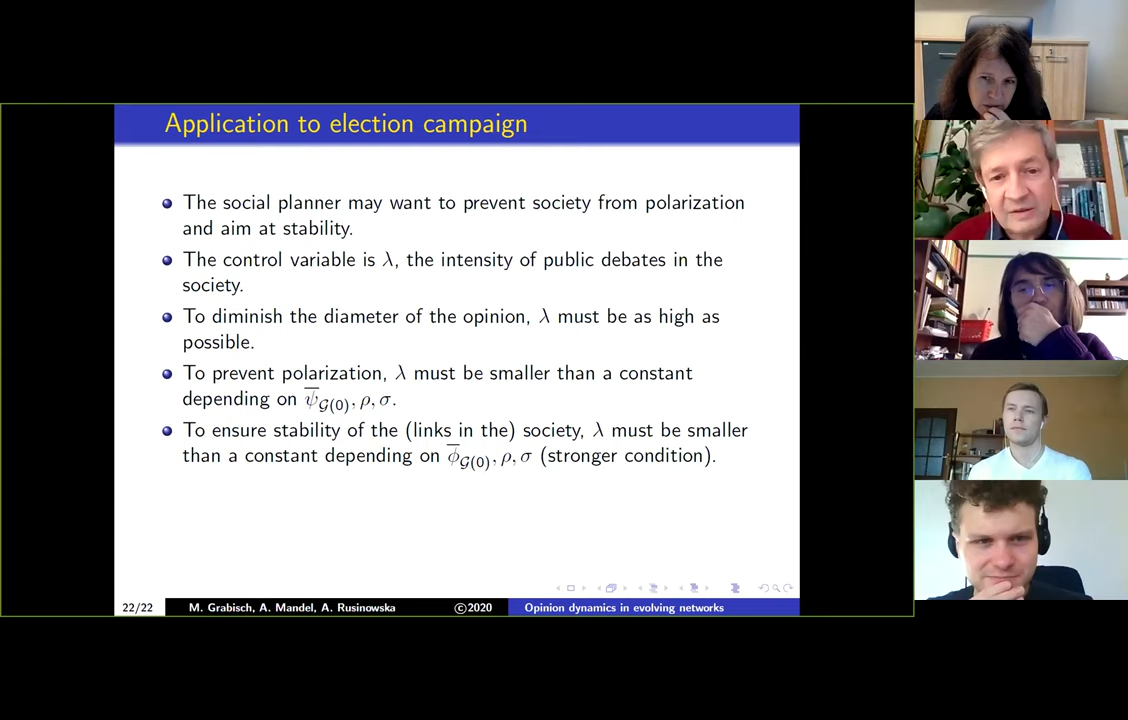 Application to election campaign
The social planner may want to prevent society from polarization
and aim at stability.
The control variable is λ, the intensity of public debates in the
society.
To diminish the diameter of the opinion, λ must be as high as
possible.
To prevent polarization, λ must be smaller than a constant
depending on ψ̅_𝒢(0), ρ, σ.
To ensure stability of the (links in the) society, λ must be smaller
than a constant depending on ϕ̅_𝒢(0), ρ, σ (stronger condition).
22/22 M. Grabisch, A. Mandel, A. Rusinowska ©2020 Opinion dynamics in evolving networks